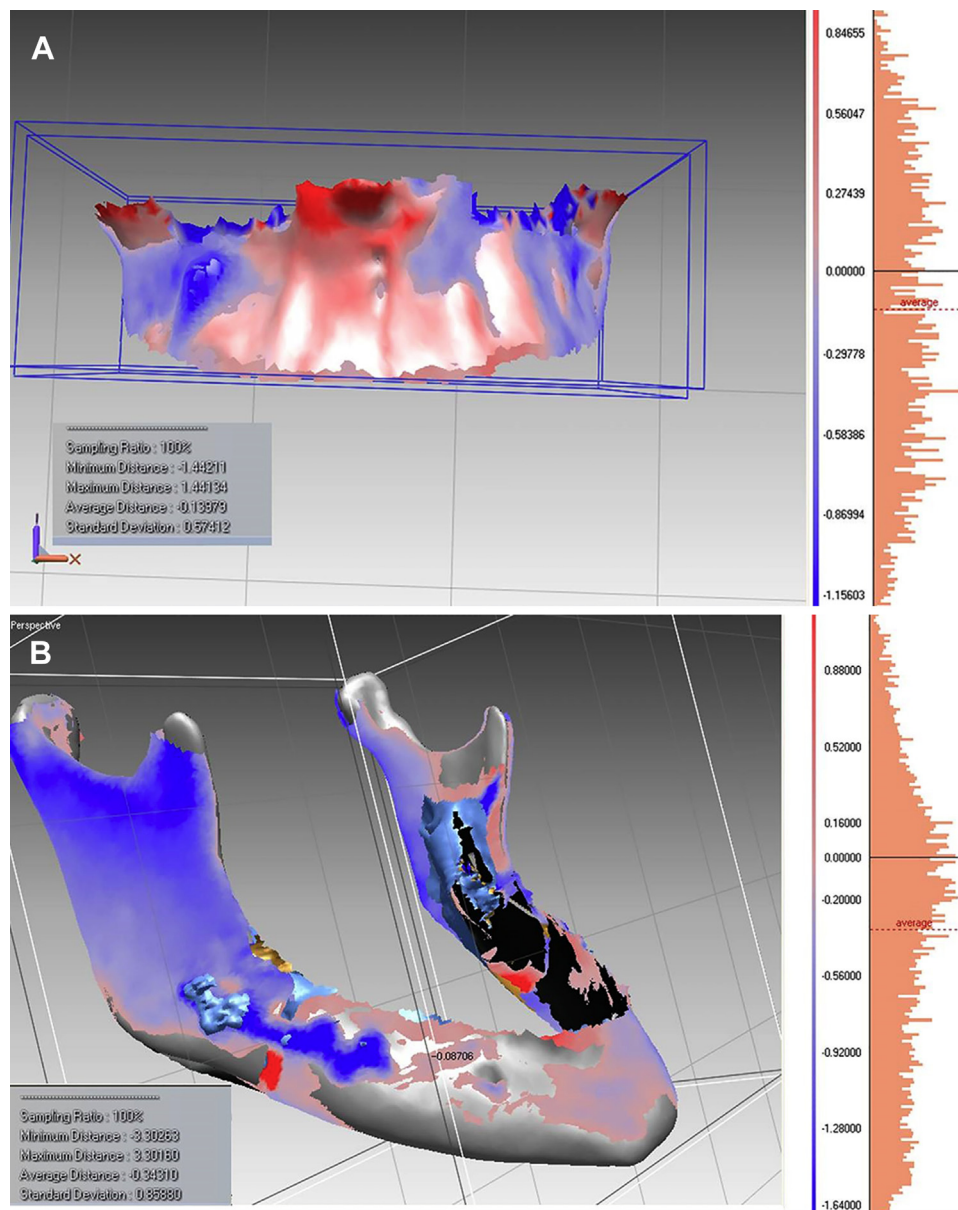 A
Sampling Ratio : 100%
Minimum Distance : -1.44211
Maximum Distance : 1.44134
Average Distance : -0.13979
Standard Deviation : 0.57412
X
0.84655
0.56047
0.27439
0.00000
average
-0.29778
-0.58386
-0.86994
-1.15603
Perspective
B
-0.08706
Sampling Ratio : 100%
Minimum Distance : -3.30263
Maximum Distance : 3.30160
Average Distance : -0.34310
Standard Deviation : 0.85880
0.88000
0.52000
0.16000
0.00000
-0.20000
average
-0.56000
-0.92000
-1.28000
-1.64000